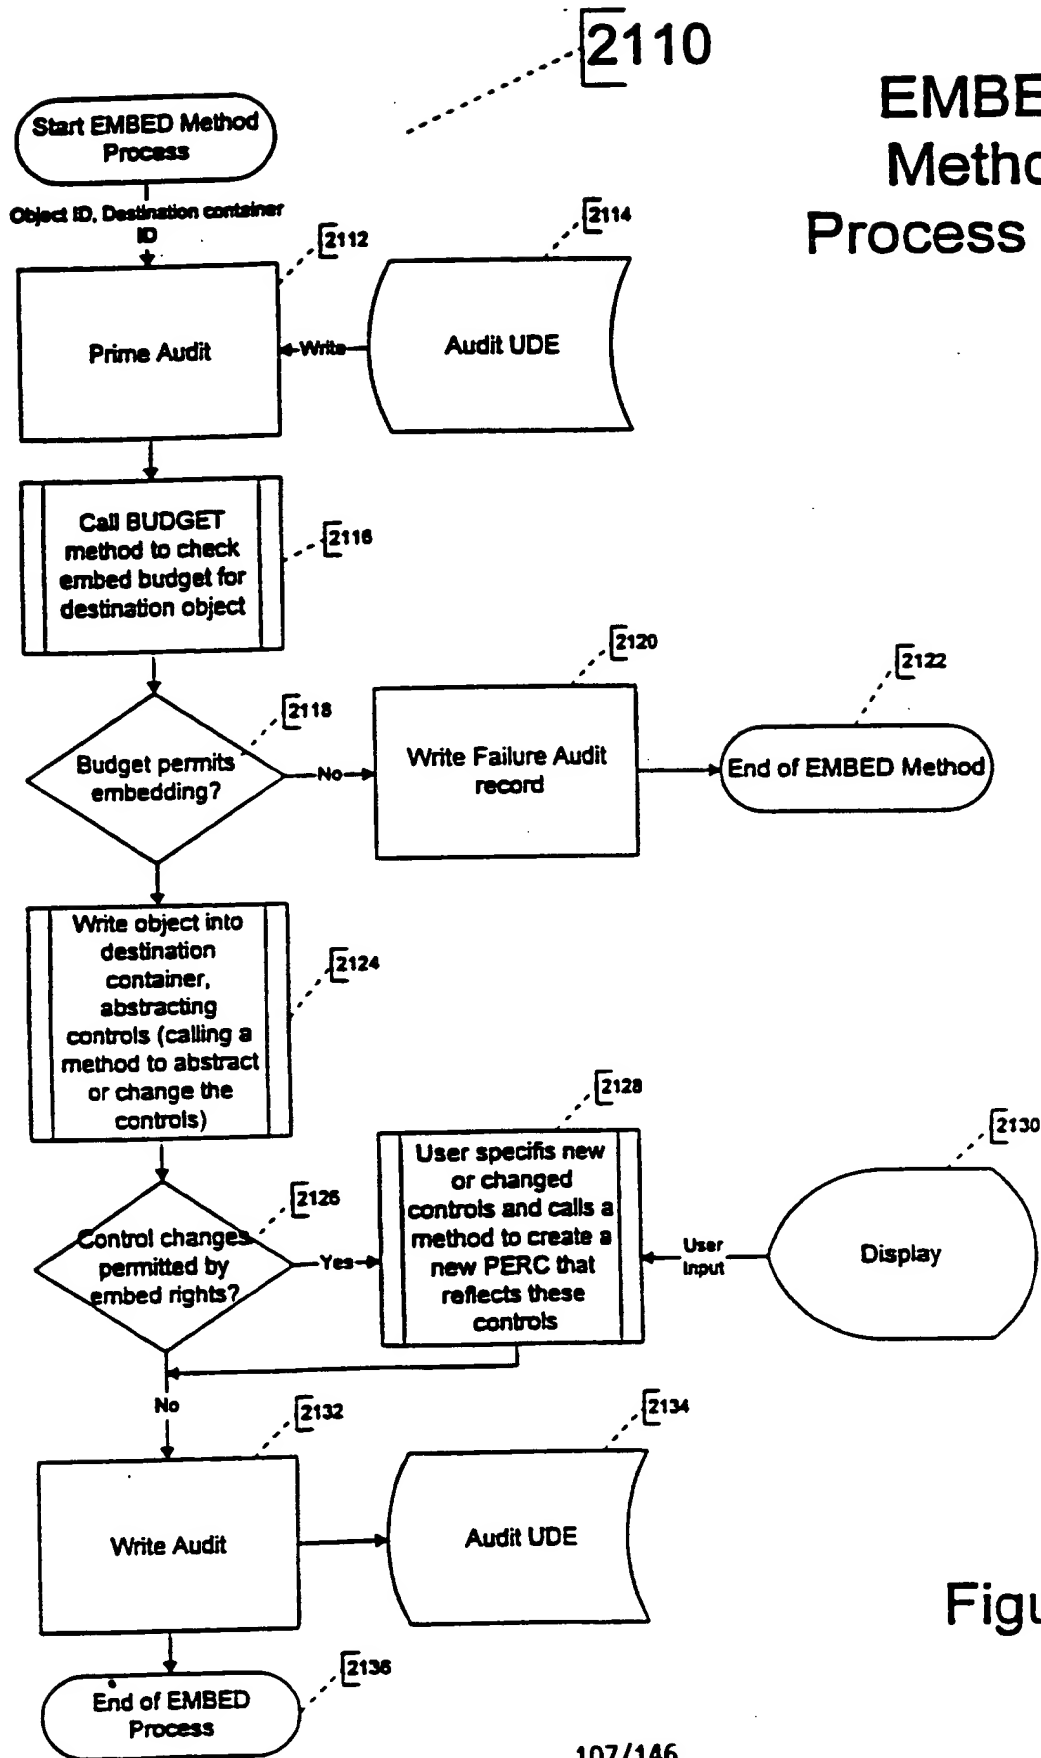 2110
EMBE
Metho
Process
Start EMBED Method
Process
Object ID, Destination container
ID
2112
2114
Prime Audit
Write
Audit UDE
Call BUDGET
method to check
embed budget for
destination object
2116
2118
2120
2122
Budget permits
embedding?
No
Write Failure Audit
record
End of EMBED Method
Write object into
destination
container,
abstracting
controls (calling a
method to abstract
or change the
controls)
2124
2126
2128
2130
Control changes
permitted by
embed rights?
Yes
User specifis new
or changed
controls and calls a
method to create a
new PERC that
reflects these
controls
User
Input
Display
No
2132
2134
Write Audit
Audit UDE
Figu
2136
End of EMBED
Process
107/146